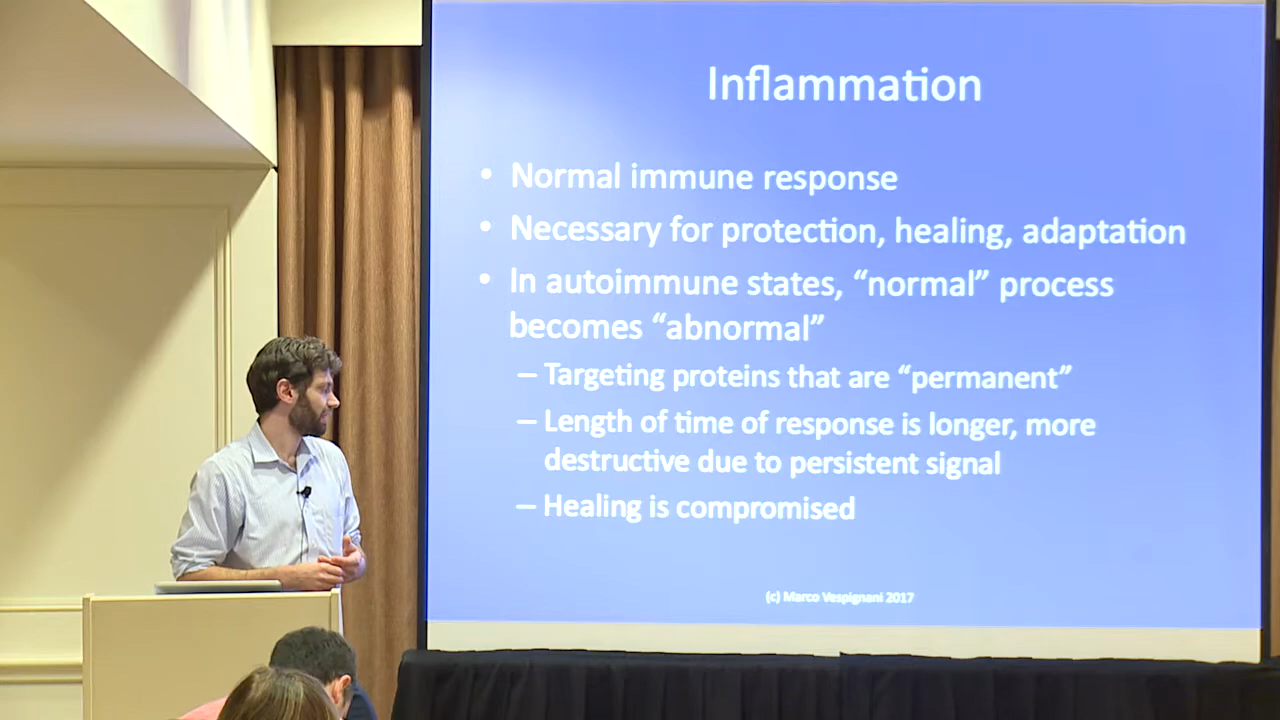 Inflammation
• Normal immune response
• Necessary for protection, healing, adaptation
• In autoimmune states, “normal” process
becomes “abnormal”
– Targeting proteins that are “permanent”
– Length of time of response is longer, more
destructive due to persistent signal
– Healing is compromised
(c) Marco Vespignani 2017